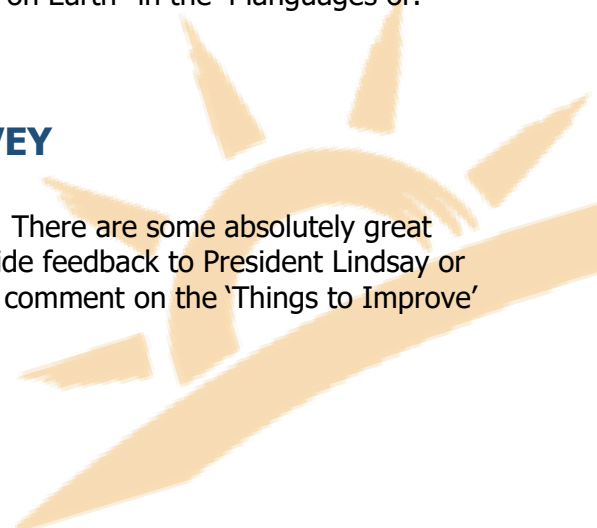 on Earth" in the 4 languages of:
VEY
There are some absolutely great
ide feedback to President Lindsay or
comment on the ‘Things to Improve’